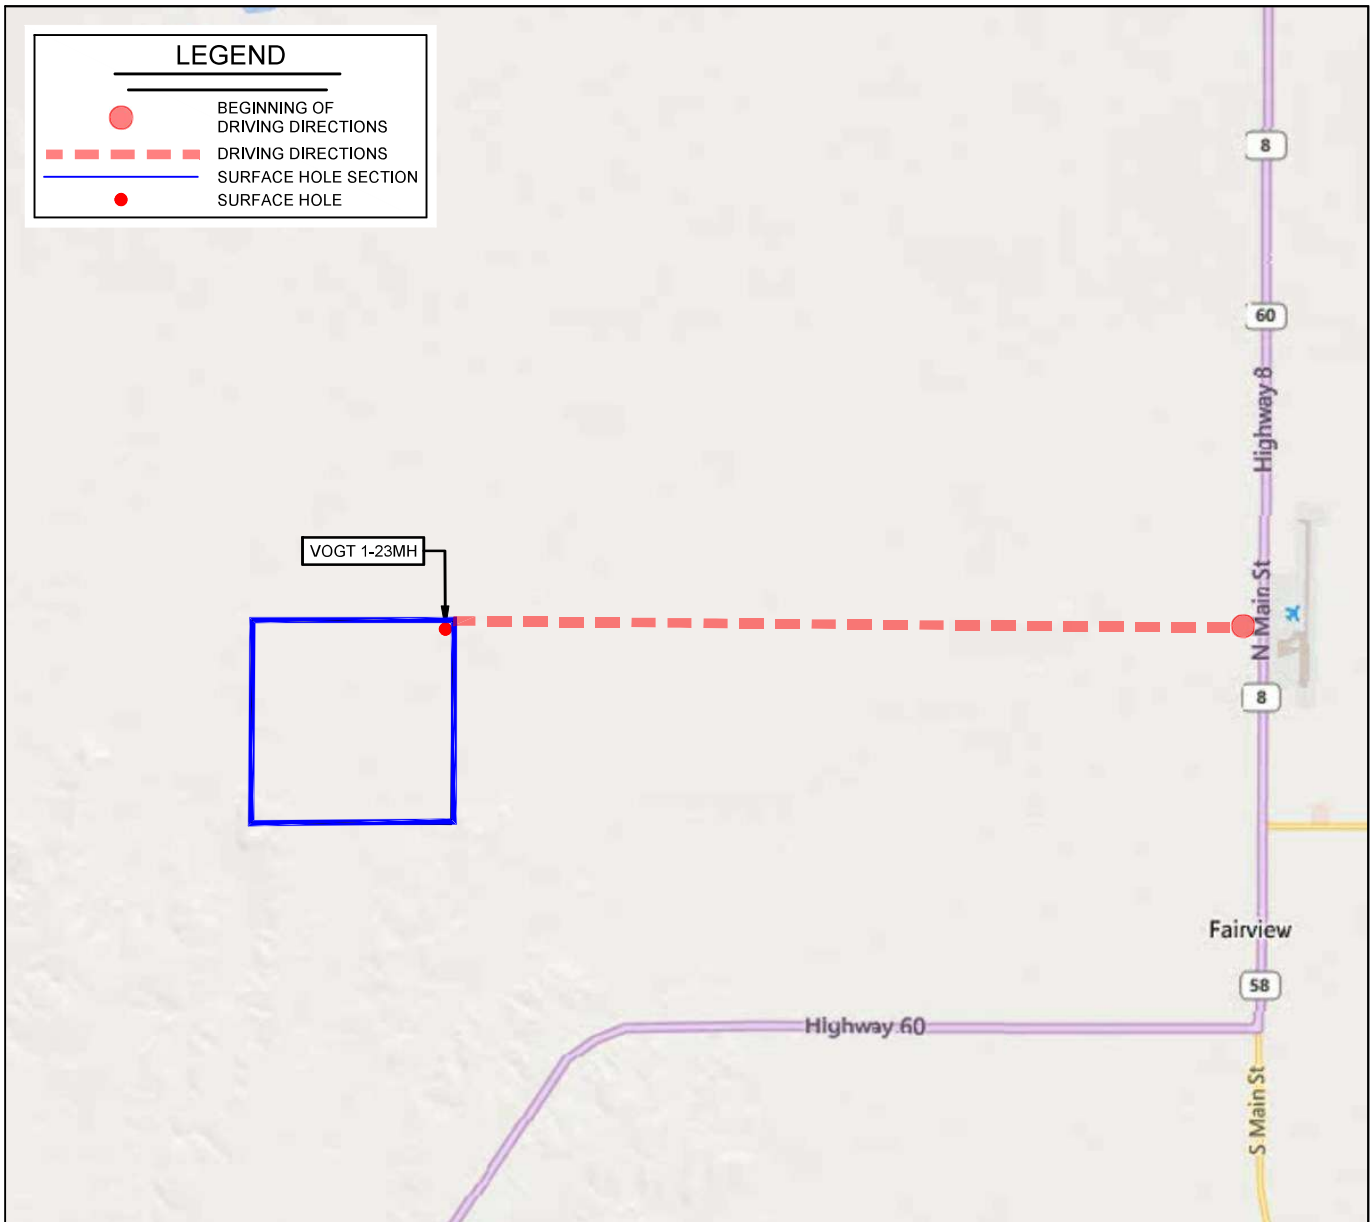 LEGEND
BEGINNING OF
DRIVING DIRECTIONS
DRIVING DIRECTIONS
SURFACE HOLE SECTION
SURFACE HOLE
8
60
Highway 8
VOGT 1-23MH
N Main St
8
Fairview
58
Highway 60
S Main St